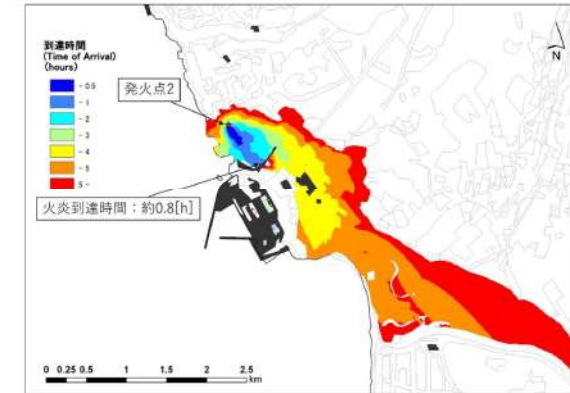 到達時間
(Time of Arrival)
(hours)
- 0.5
- 1
- 2
- 3
- 4
- 5
5 -
発火点2
N
火炎到達時間：約0.8[h]
0 0.25 0.5 1 1.5 2 2.5
km